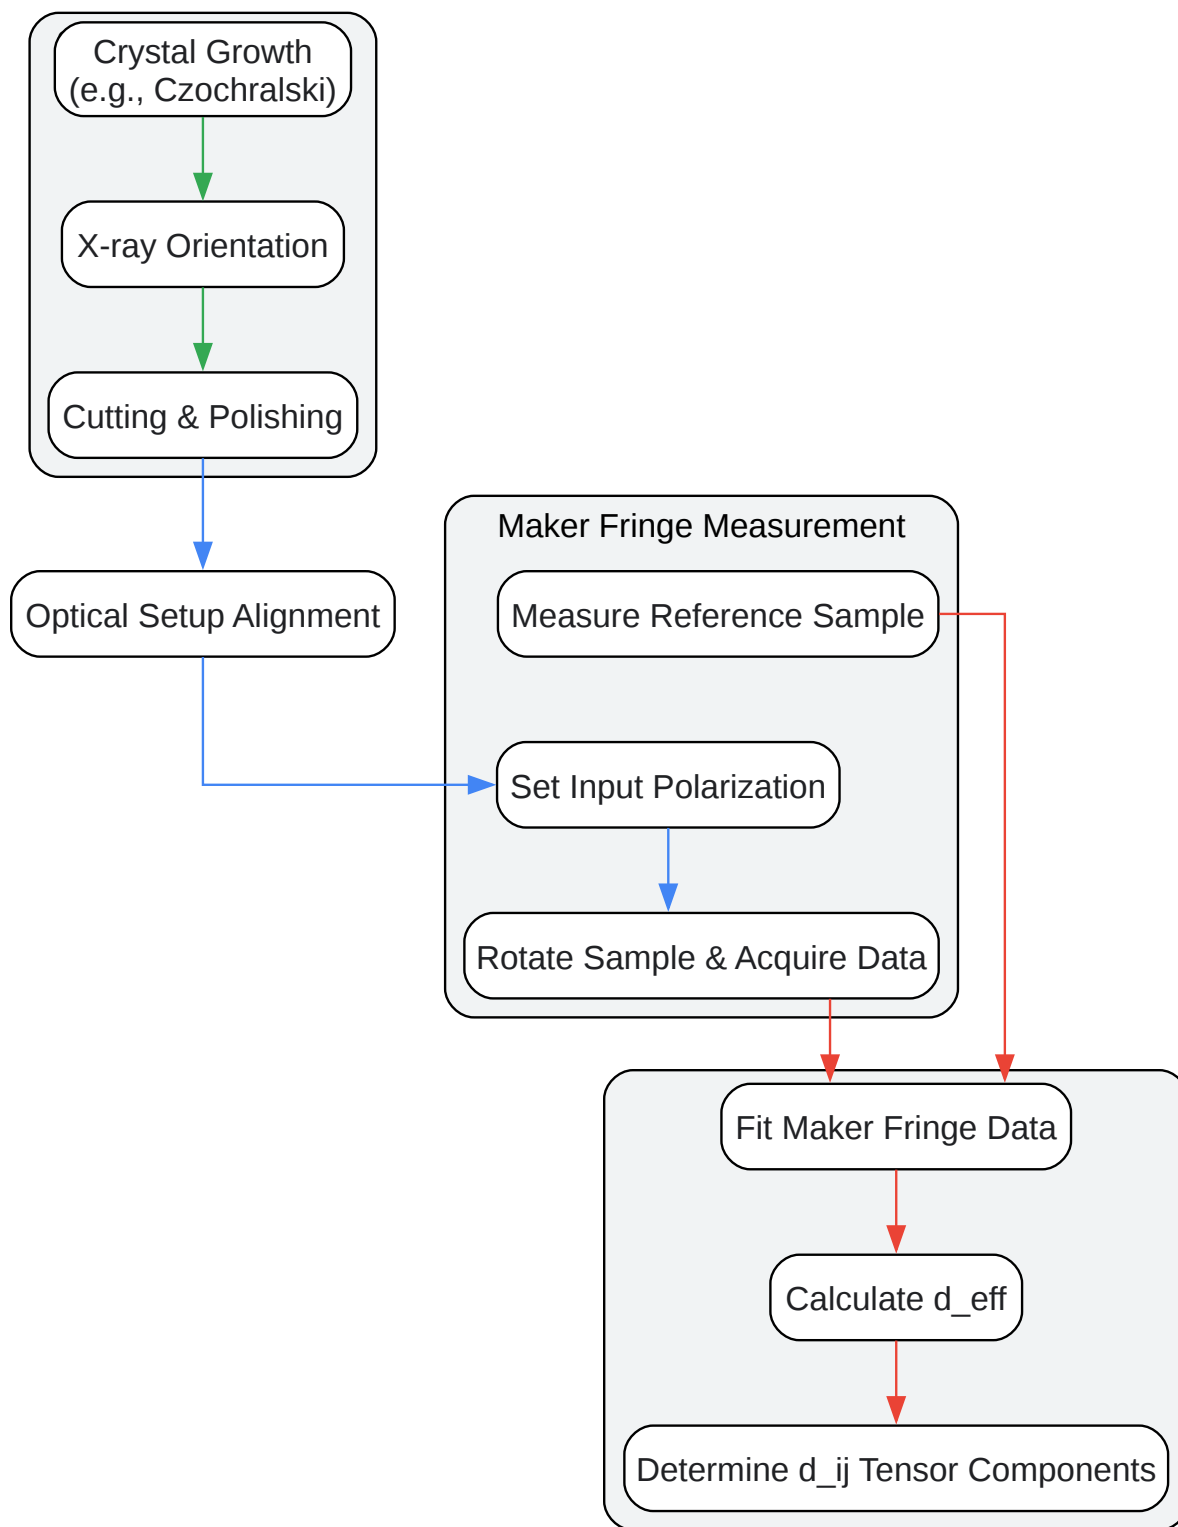 Crystal Growth
(e.g., Czochralski)
X-ray Orientation
Cutting & Polishing
Optical Setup Alignment
Maker Fringe Measurement
Measure Reference Sample
Set Input Polarization
Rotate Sample & Acquire Data
Fit Maker Fringe Data
Calculate d_eff
Determine d_ij Tensor Components